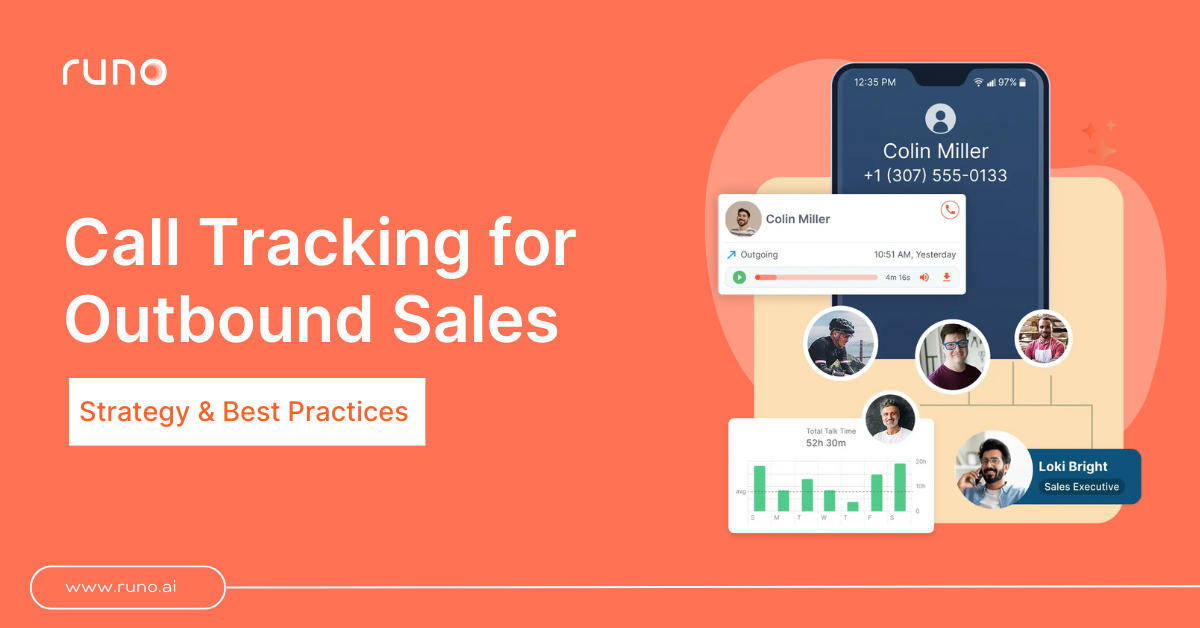 runo
Call Tracking for
Outbound Sales
Strategy & Best Practices
www.runo.ai
12:35 PM
97%
Colin Miller
+1 (307) 555-0133
Colin Miller
Outgoing
10:51 AM, Yesterday
4m 16s
Total Talk Time
52h 30m
20h
avg
10h
0
S M T W T F S
Loki Bright
Sales Executive